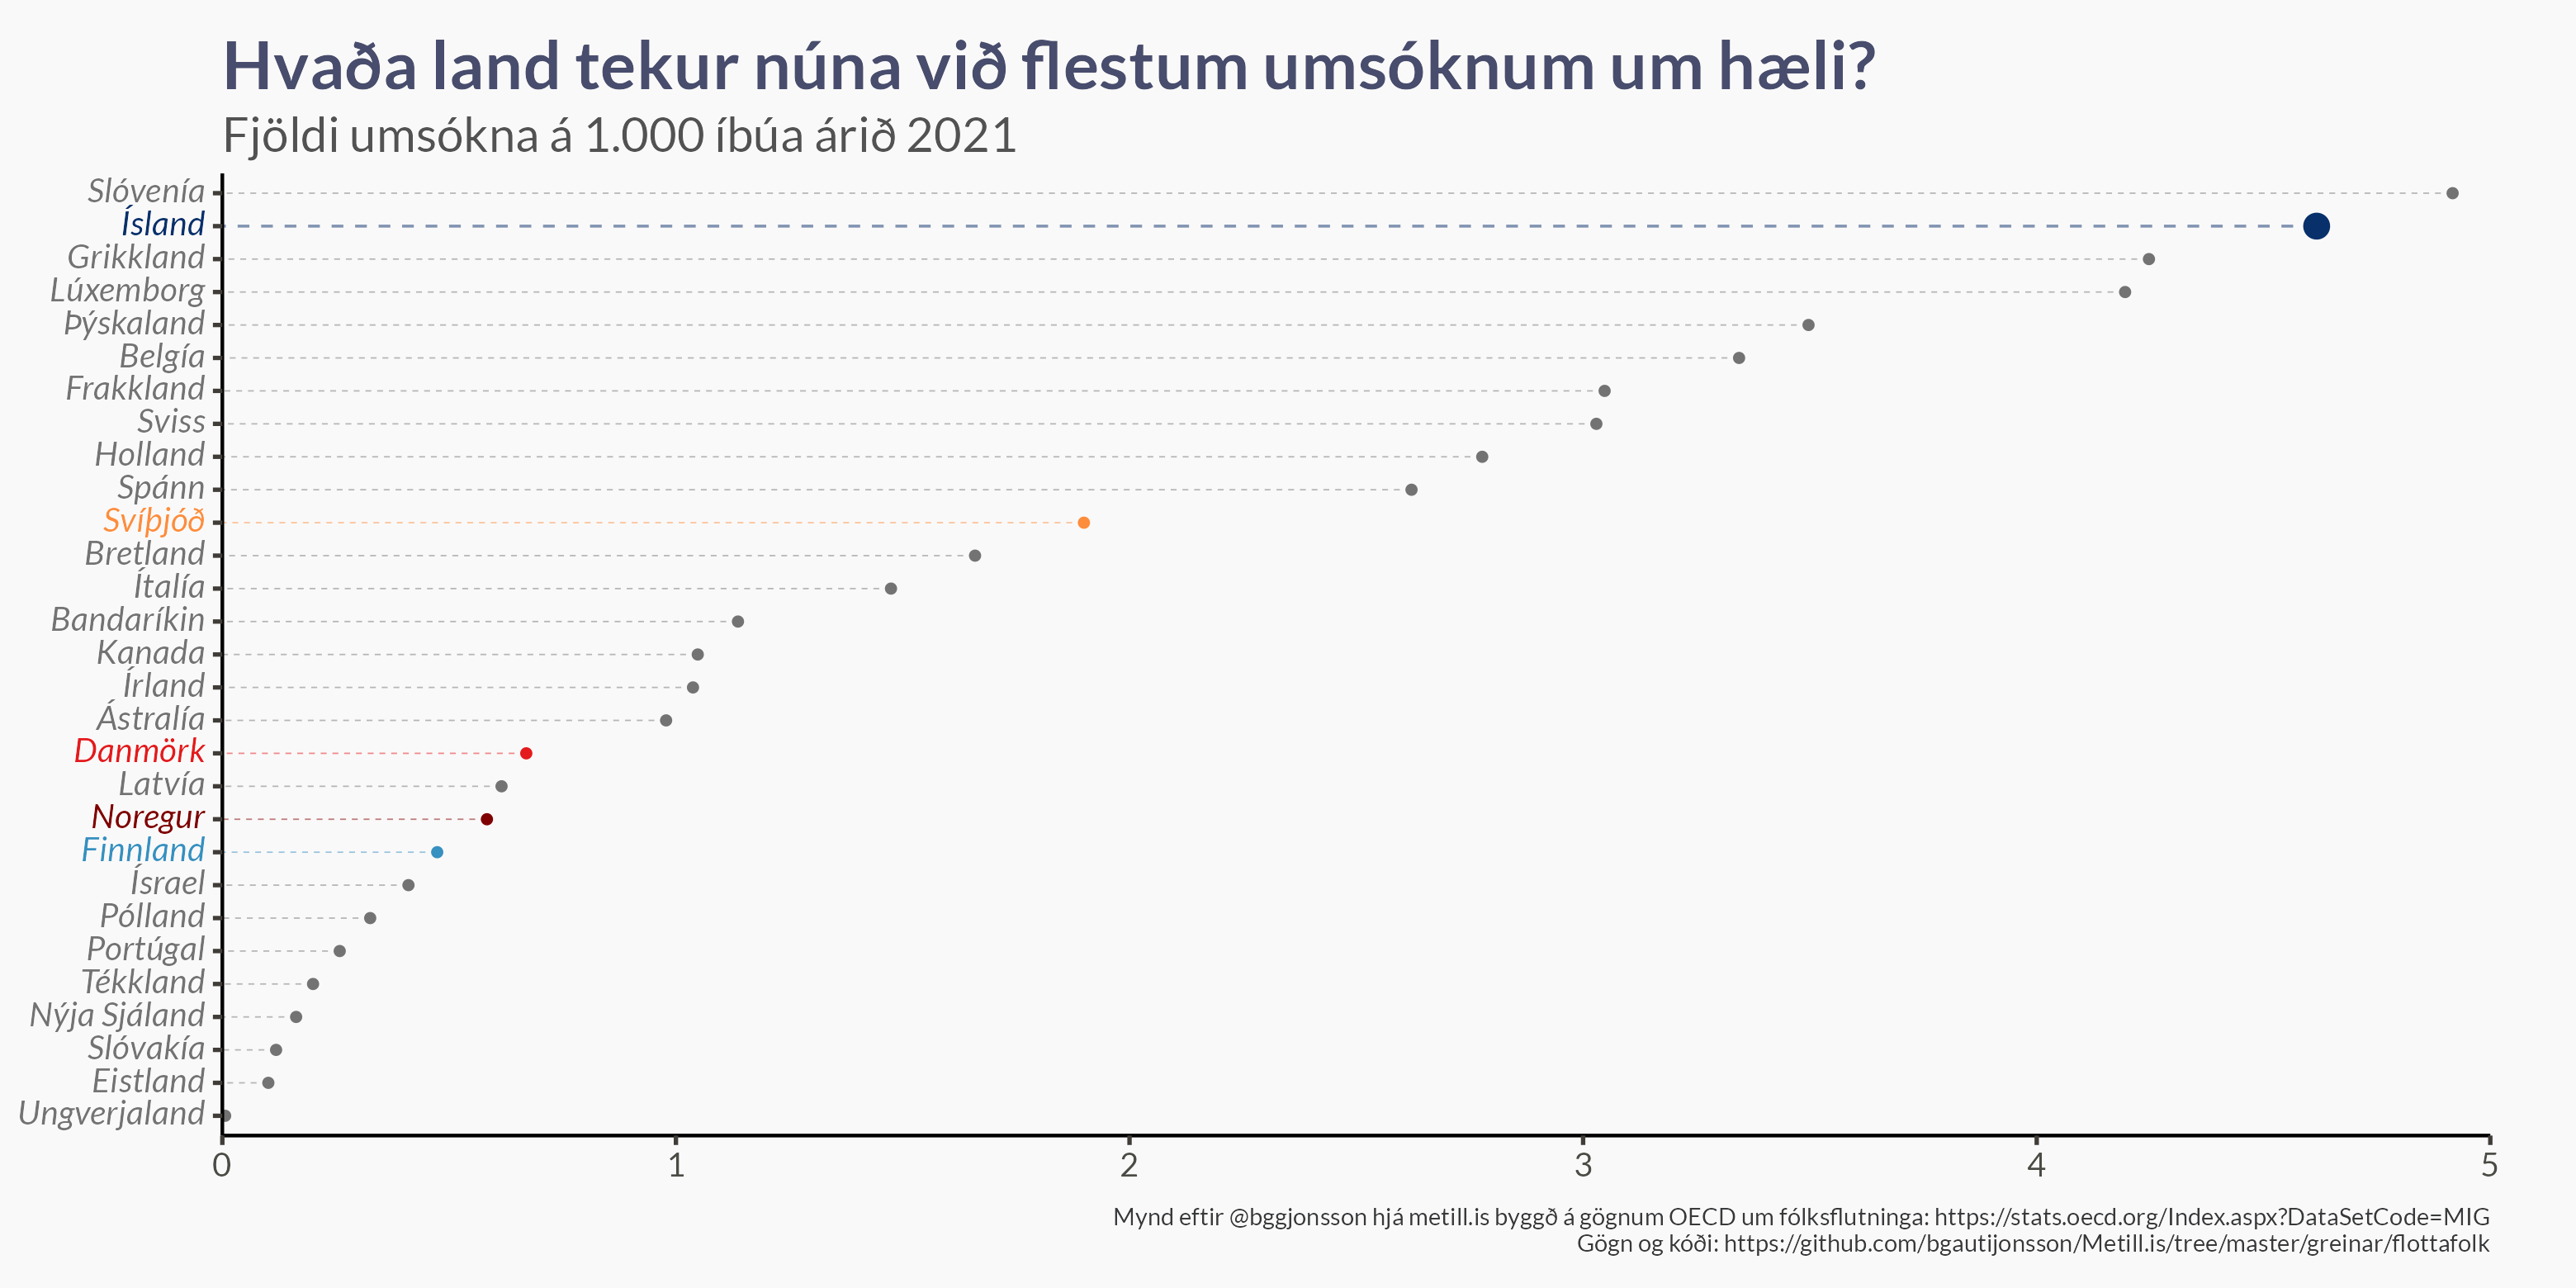 Hvaða land tekur núna við flestum umsóknum um hæli?
Fjöldi umsókna á 1.000 íbúa árið 2021
Slóvenía
Ísland
Grikkland
Lúxemborg
Þýskaland
Belgía
Frakkland
Sviss
Holland
Spánn
Svíþjóð
Bretland
Ítalía
Bandaríkin
Kanada
Írland
Ástralía
Danmörk
Latvía
Noregur
Finnland
Ísrael
Pólland
Portúgal
Tékkland
Nýja Sjáland
Slóvakía
Eistland
Ungverjaland
0 1 2 3 4 5
Mynd eftir @bggjonsson hjá metill.is byggð á gögnum OECD um fólksflutninga: https://stats.oecd.org/Index.aspx?DataSetCode=MIG
Gögn og kóði: https://github.com/bgautijonsson/Metill.is/tree/master/greinar/flottafolk